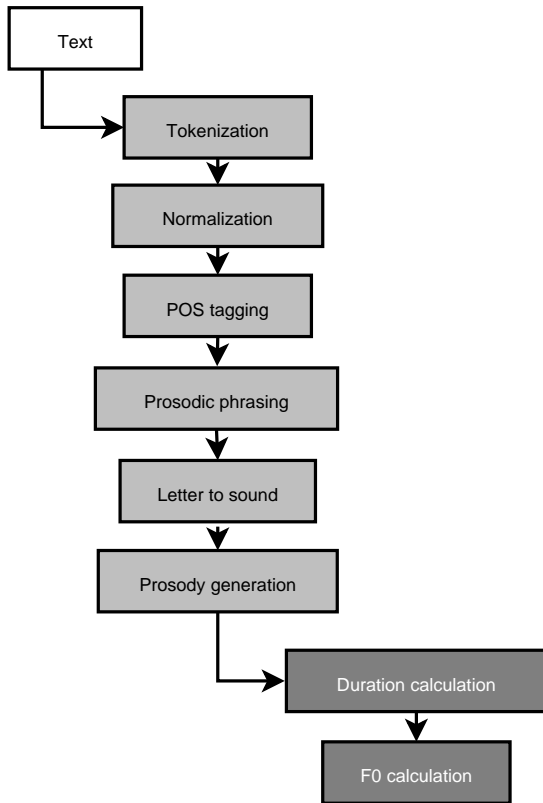 Text
Tokenization
Normalization
POS tagging
Prosodic phrasing
Letter to sound
Prosody generation
Duration calculation
F0 calculation